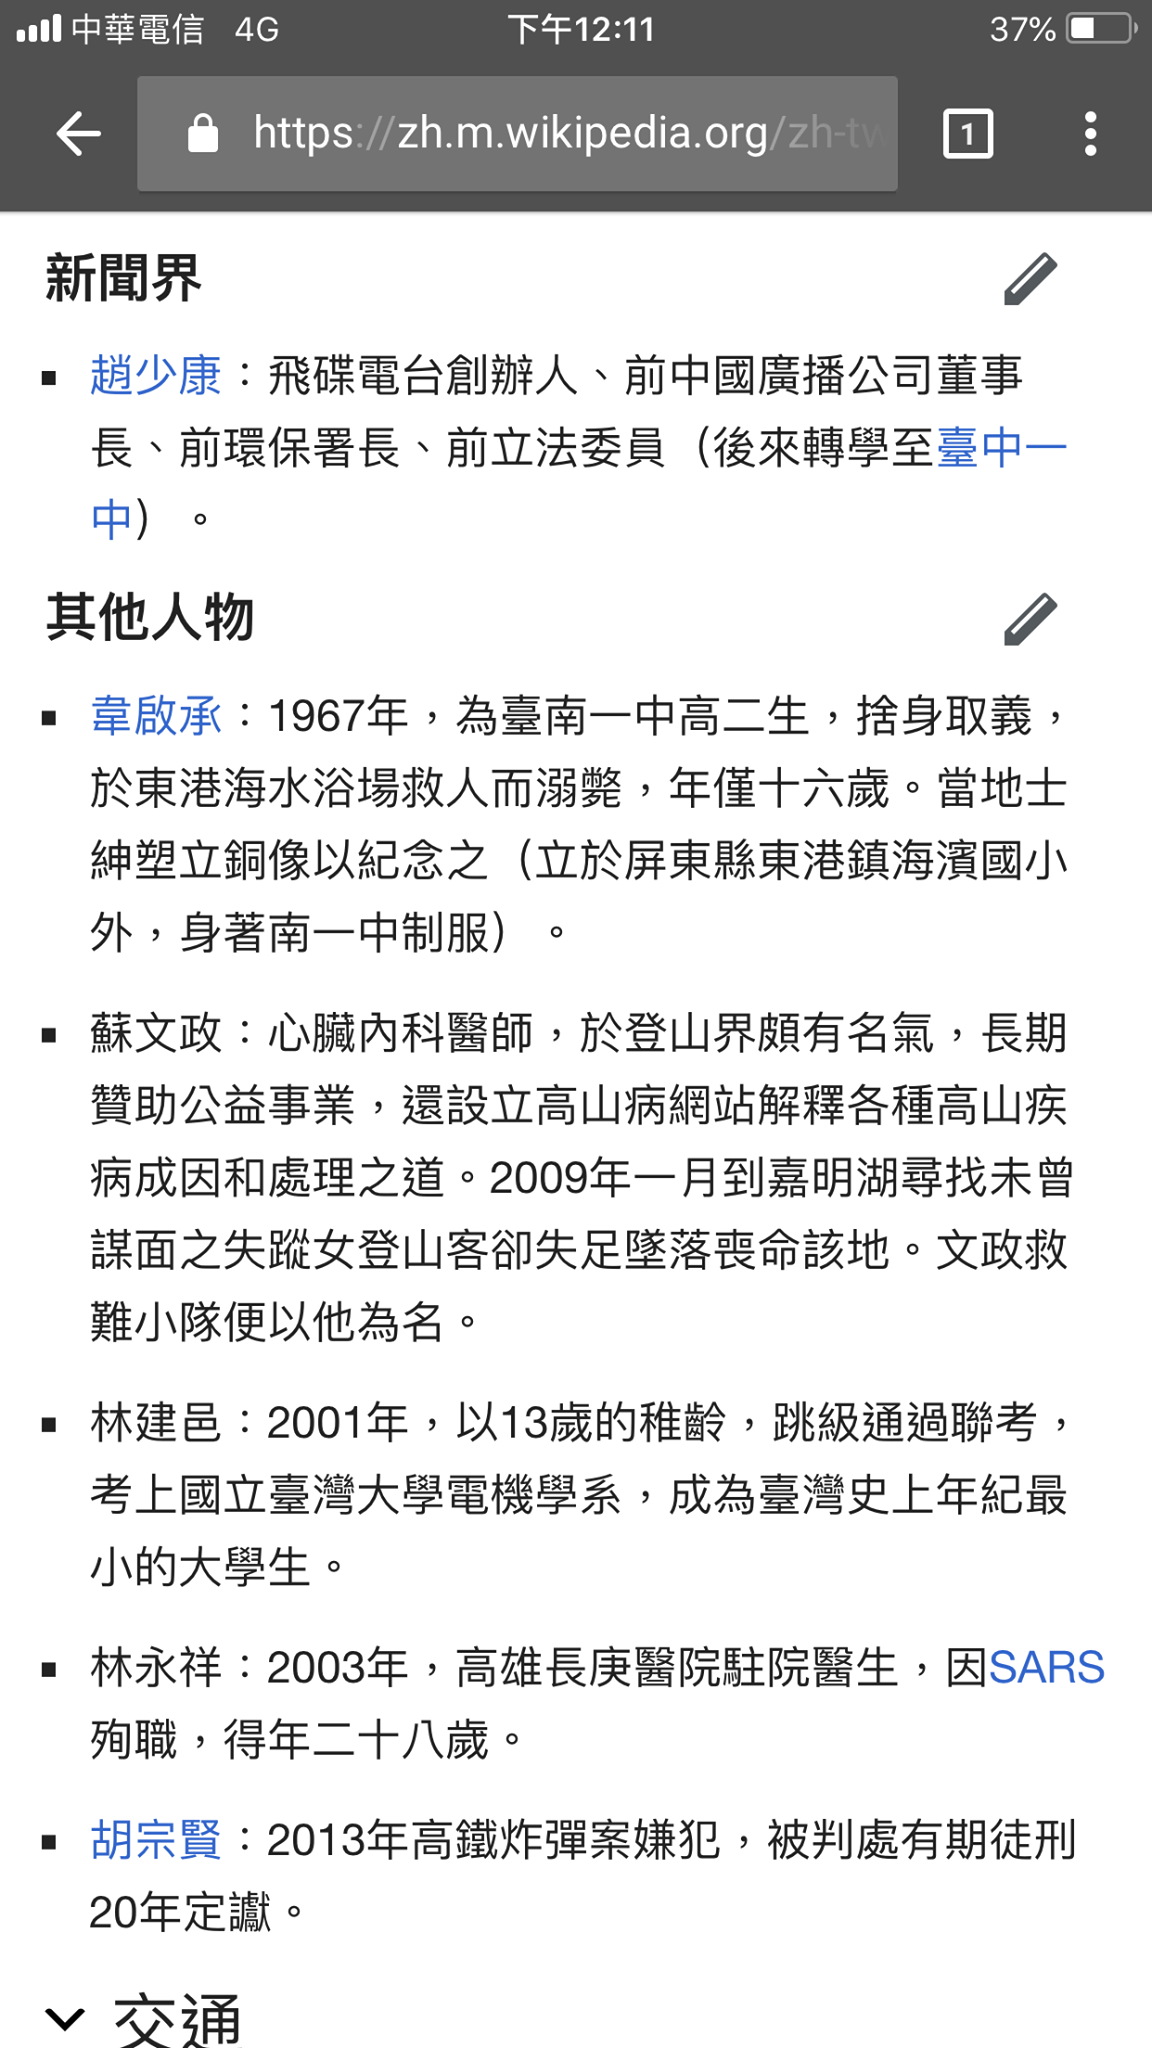 中華電信 4G 下午12:11 37%
https://zh.m.wikipedia.org/zh-tw
1
新聞界
趙少康：飛碟電台創辦人、前中國廣播公司董事
長、前環保署長、前立法委員（後來轉學至臺中一
中）。
其他人物
韋啟承：1967年，為臺南一中高二生，捨身取義，
於東港海水浴場救人而溺斃，年僅十六歲。當地士
紳塑立銅像以紀念之（立於屏東縣東港鎮海濱國小
外，身著南一中制服）。
蘇文政：心臟內科醫師，於登山界頗有名氣，長期
贊助公益事業，還設立高山病網站解釋各種高山疾
病成因和處理之道。2009年一月到嘉明湖尋找未曾
謀面之失蹤女登山客卻失足墜落喪命該地。文政救
難小隊便以他為名。
林建邑：2001年，以13歲的稚齡，跳級通過聯考，
考上國立臺灣大學電機學系，成為臺灣史上年紀最
小的大學生。
林永祥：2003年，高雄長庚醫院駐院醫生，因SARS
殉職，得年二十八歲。
胡宗賢：2013年高鐵炸彈案嫌犯，被判處有期徒刑
20年定讞。
交通